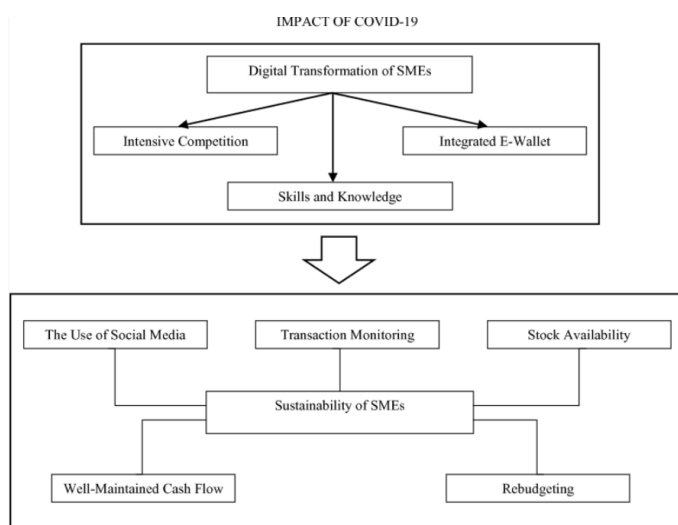 IMPACT OF COVID-19
Digital Transformation of SMEs
Intensive Competition
Integrated E-Wallet
Skills and Knowledge
The Use of Social Media
Transaction Monitoring
Stock Availability
Sustainability of SMEs
Well-Maintained Cash Flow
Rebudgeting